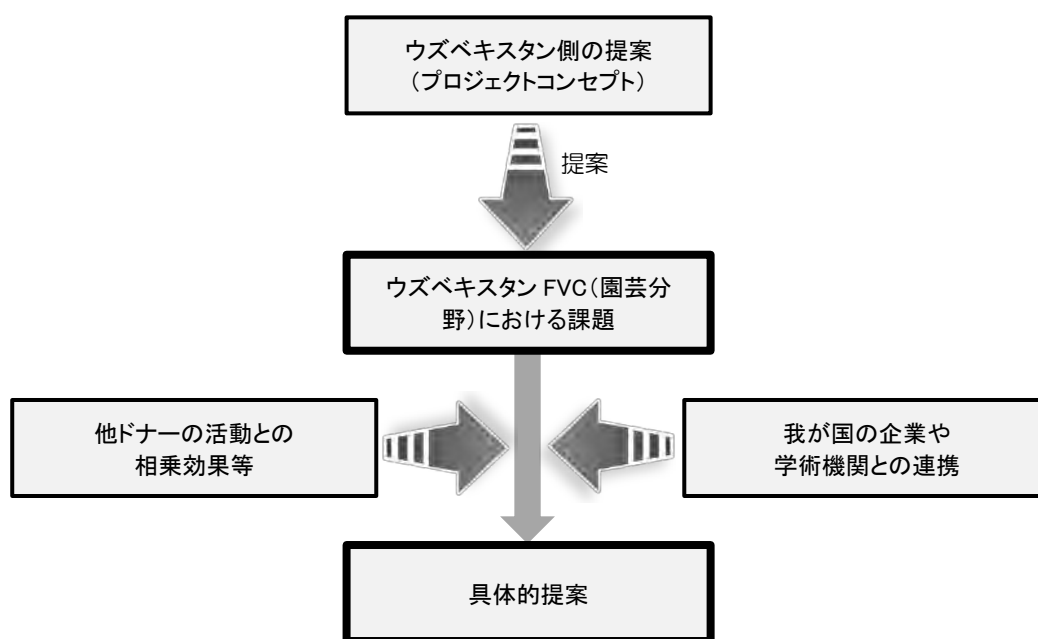 ウズベキスタン側の提案
（プロジェクトコンセプト）
提案
ウズベキスタン FVC（園芸分
野）における課題
他ドナーの活動との
相乗効果等
我が国の企業や
学術機関との連携
具体的提案